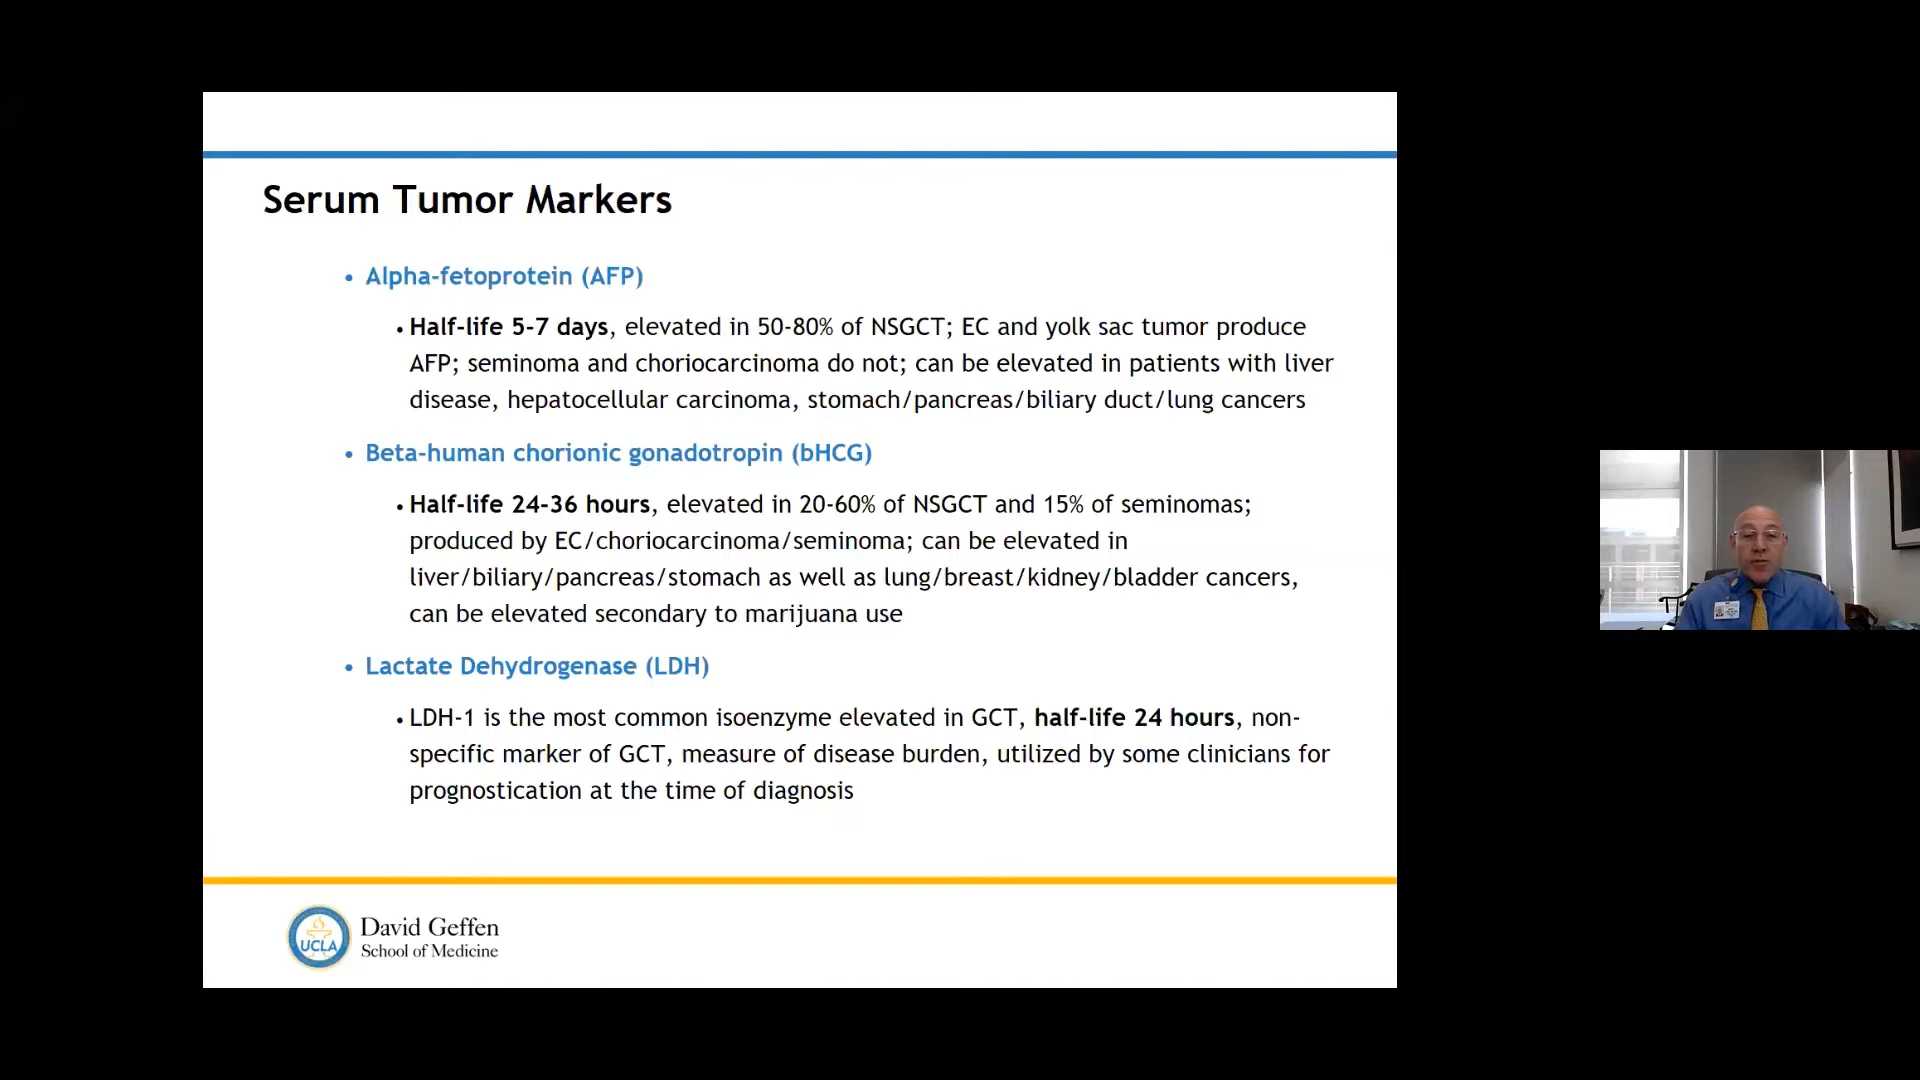 Serum Tumor Markers
• Alpha-fetoprotein (AFP)
• Half-life 5-7 days, elevated in 50-80% of NSGCT; EC and yolk sac tumor produce
AFP; seminoma and choriocarcinoma do not; can be elevated in patients with liver
disease, hepatocellular carcinoma, stomach/pancreas/biliary duct/lung cancers
• Beta-human chorionic gonadotropin (bHCG)
• Half-life 24-36 hours, elevated in 20-60% of NSGCT and 15% of seminomas;
produced by EC/choriocarcinoma/seminoma; can be elevated in
liver/biliary/pancreas/stomach as well as lung/breast/kidney/bladder cancers,
can be elevated secondary to marijuana use
• Lactate Dehydrogenase (LDH)
• LDH-1 is the most common isoenzyme elevated in GCT, half-life 24 hours, non-
specific marker of GCT, measure of disease burden, utilized by some clinicians for
prognostication at the time of diagnosis
UCLA
David Geffen
School of Medicine